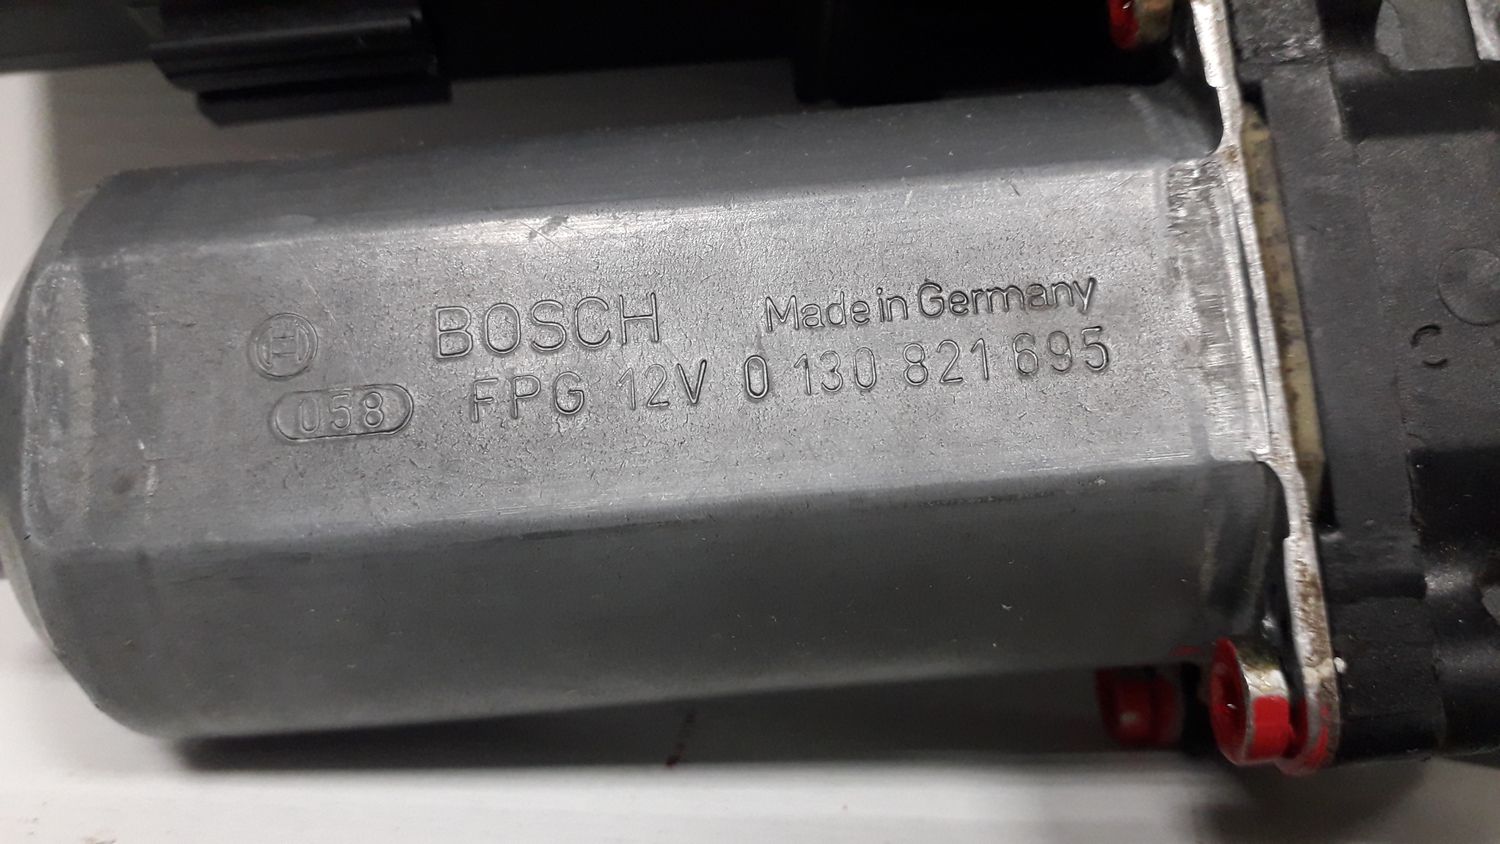 BOSCH Made in Germany
058 FPG 12V 0 130 821 695